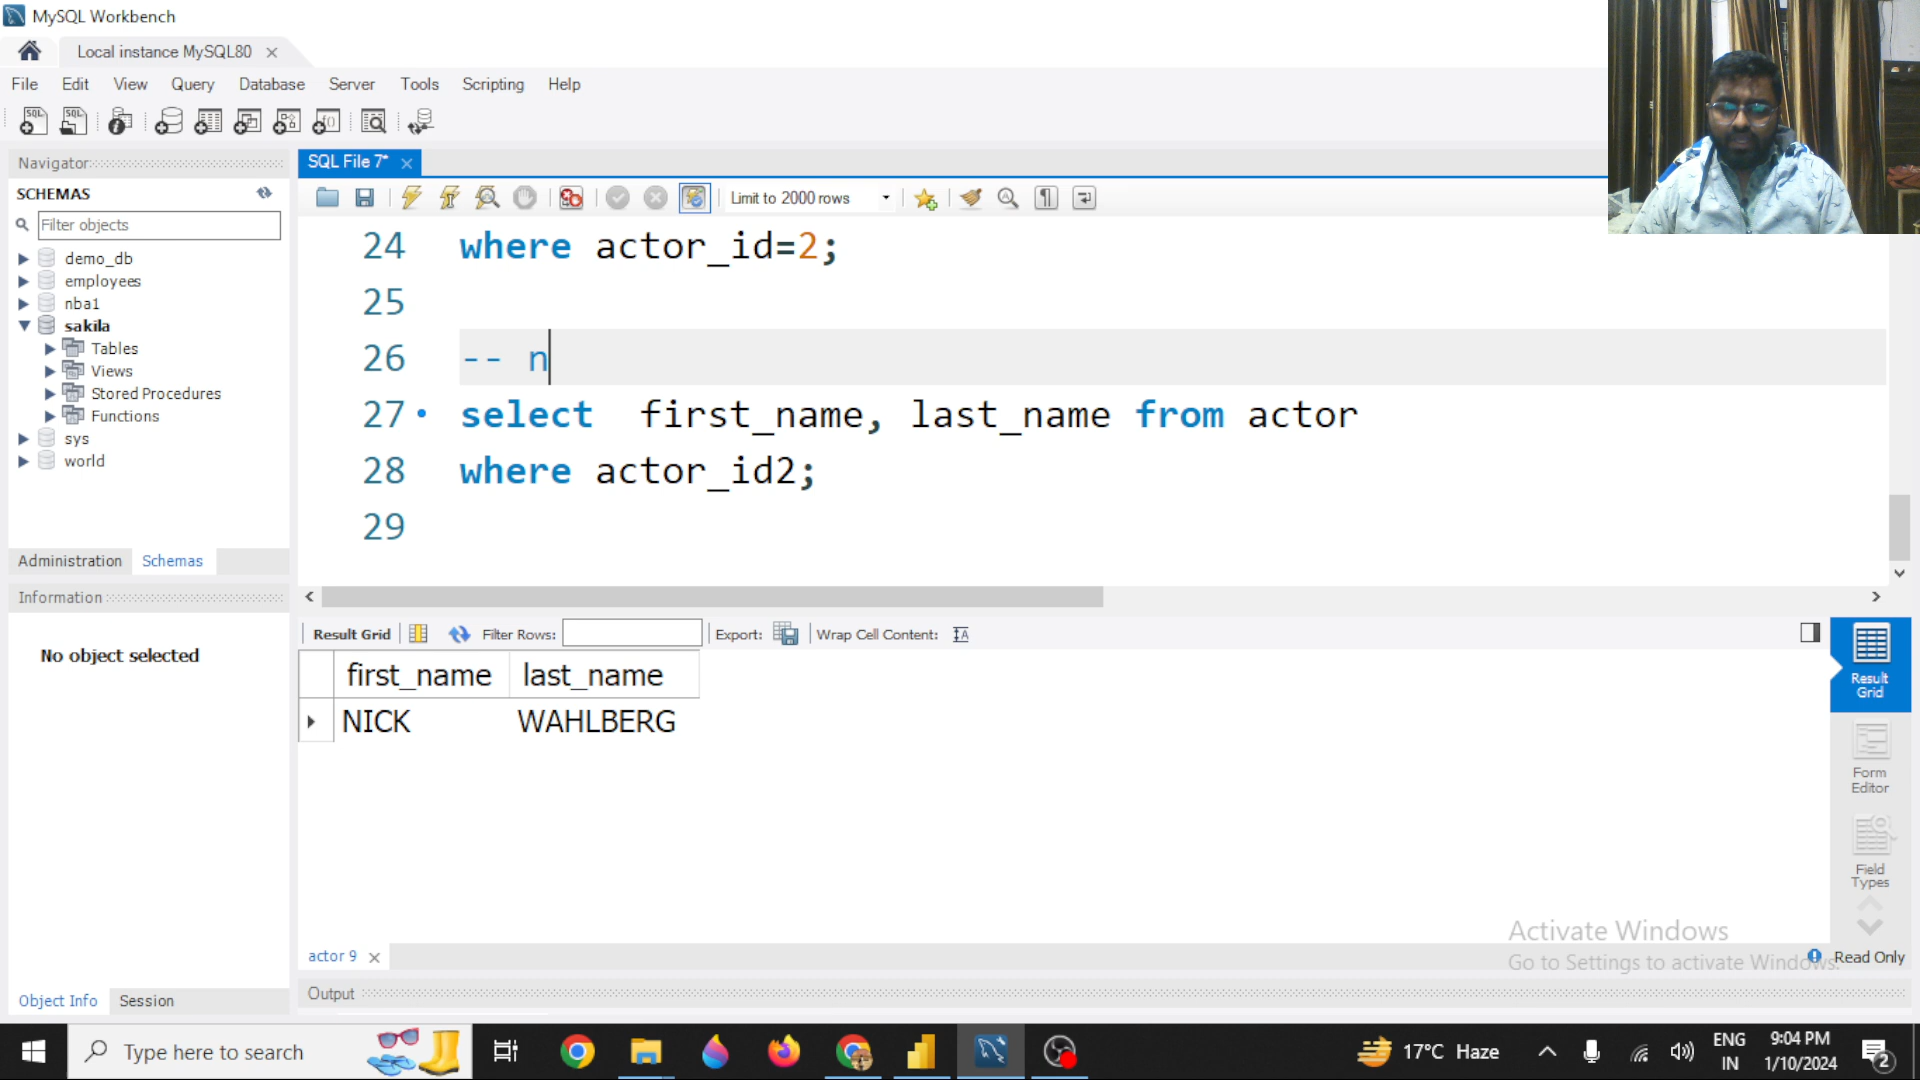 MySQL Workbench
Local instance MySQL80
File Edit View Query Database Server Tools Scripting Help
Navigator
SCHEMAS
Filter objects
demo_db
employees
nba1
sakila
Tables
Views
Stored Procedures
Functions
sys
world
Administration Schemas
Information
No object selected
Object Info Session
SQL File 7*
Limit to 2000 rows
24 where actor_id=2;
25
26 -- n
27 select first_name, last_name from actor
28 where actor_id2;
29
Result Grid Filter Rows: Export: Wrap Cell Content:
first_name last_name
NICK WAHLBERG
Result
Grid
Form
Editor
Field
Types
Activate Windows
Go to Settings to activate Windows.
actor 9
Read Only
Output
Type here to search
17°C Haze
ENG
IN
9:04 PM
1/10/2024
2